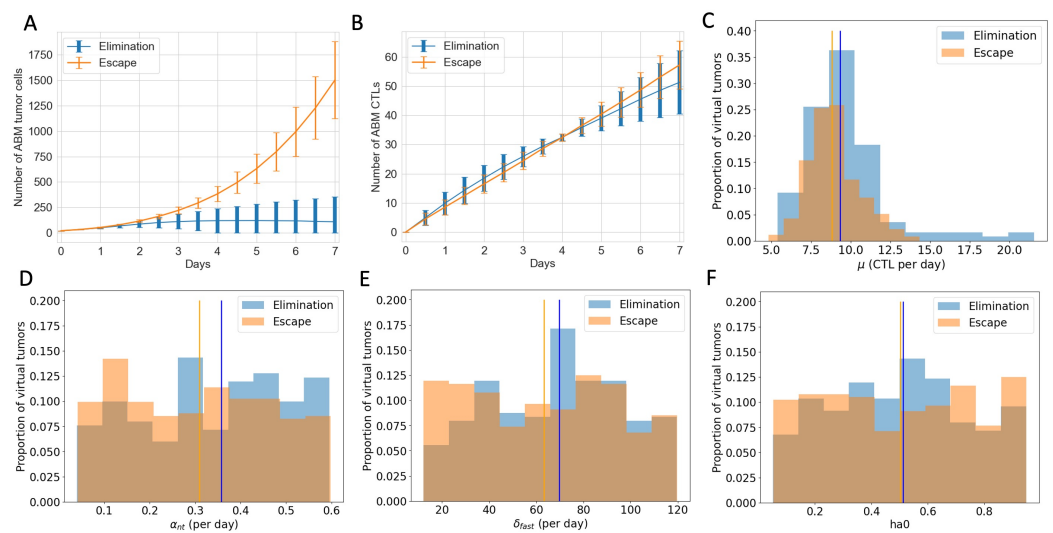 A
Number of ABM tumor cells
1750
1500
1250
1000
750
500
250
0
Elimination
Escape
0 1 2 3 4 5 6 7
Days
B
Number of ABM CTLs
60
50
40
30
20
10
0
Elimination
Escape
0 1 2 3 4 5 6 7
Days
C
Proportion of virtual tumors
0.40
0.35
0.30
0.25
0.20
0.15
0.10
0.05
0.00
Elimination
Escape
5.0 7.5 10.0 12.5 15.0 17.5 20.0
μ (CTL per day)
D
Proportion of virtual tumors
0.200
0.175
0.150
0.125
0.100
0.075
0.050
0.025
0.000
Elimination
Escape
0.1 0.2 0.3 0.4 0.5 0.6
α_nt (per day)
E
Proportion of virtual tumors
0.200
0.175
0.150
0.125
0.100
0.075
0.050
0.025
0.000
Elimination
Escape
20 40 60 80 100 120
δ_fast (per day)
F
Proportion of virtual tumors
0.200
0.175
0.150
0.125
0.100
0.075
0.050
0.025
0.000
Elimination
Escape
0.2 0.4 0.6 0.8
ha0